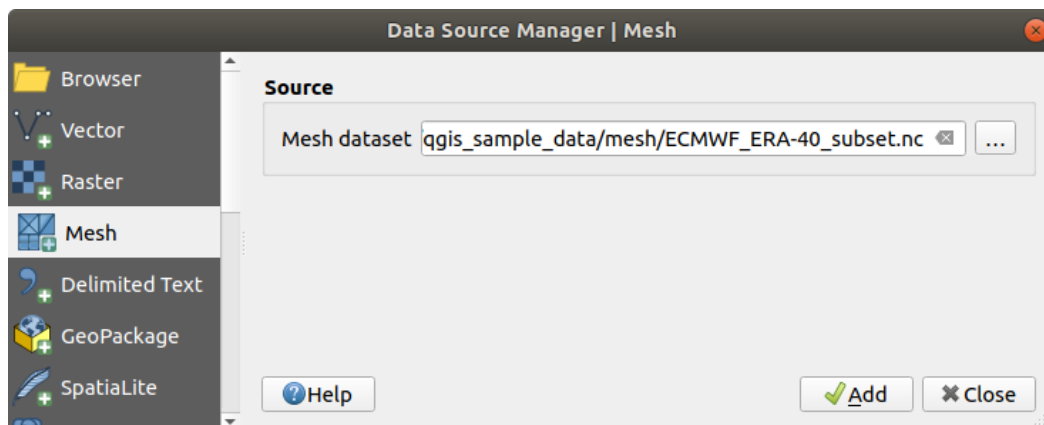 Data Source Manager | Mesh
Browser
Vector
Raster
Mesh
Delimited Text
GeoPackage
SpatiaLite
Source
Mesh dataset qgis_sample_data/mesh/ECMWF_ERA-40_subset.nc ...
Help
Add
Close